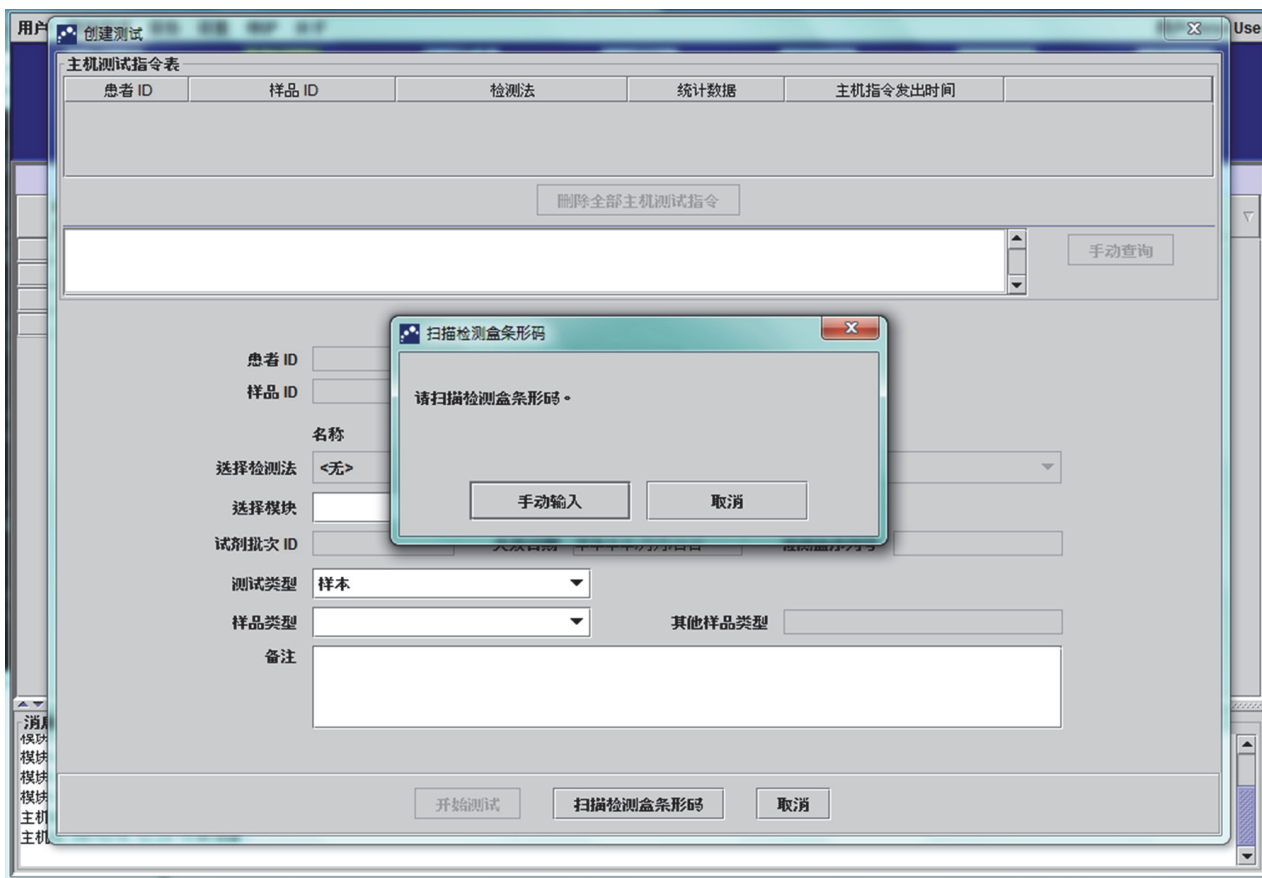 用户
Use
创建测试
主机测试指令表
患者 ID 样品 ID 检测法 统计数据 主机指令发出时间
删除全部主机测试指令
手动查询
扫描检测盒条形码
请扫描检测盒条形码。
手动输入 取消
患者 ID
样品 ID
名称
选择检测法 <无>
选择模块
试剂批次 ID
测试类型 样本
样品类型 其他样品类型
备注
开始测试 扫描检测盒条形码 取消
消息
模块
模块
模块
模块
主机
主机